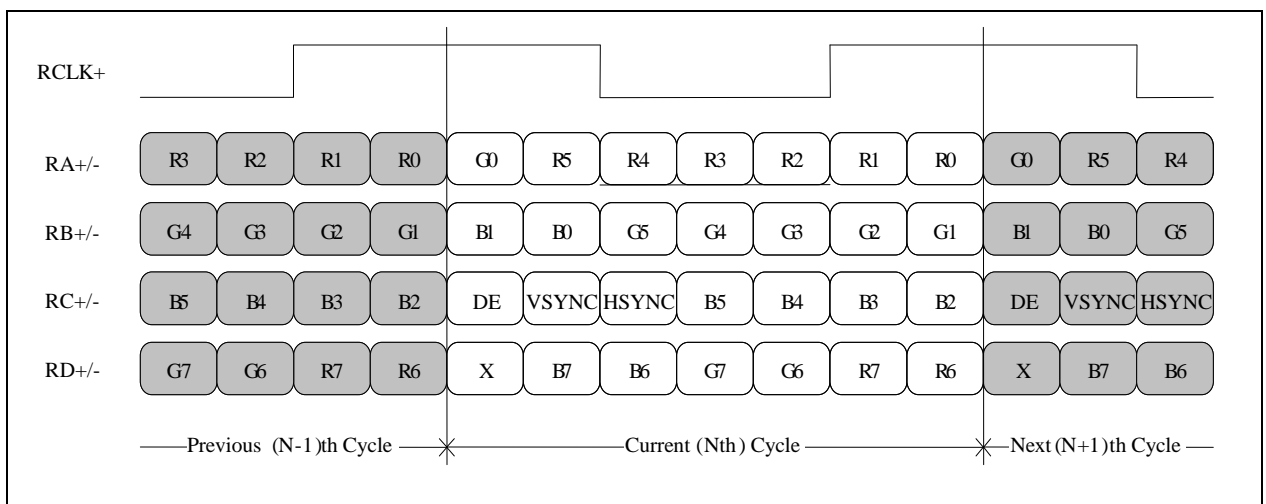 RCLK+
RA+/- R3 R2 R1 R0 G0 R5 R4 R3 R2 R1 R0 G0 R5 R4
RB+/- G4 G3 G2 G1 B1 B0 G5 G4 G3 G2 G1 B1 B0 G5
RC+/- B5 B4 B3 B2 DE VSYNC HSYNC B5 B4 B3 B2 DE VSYNC HSYNC
RD+/- G7 G6 R7 R6 X B7 B6 G7 G6 R7 R6 X B7 B6
Previous (N-1)th Cycle Current (Nth) Cycle Next (N+1)th Cycle